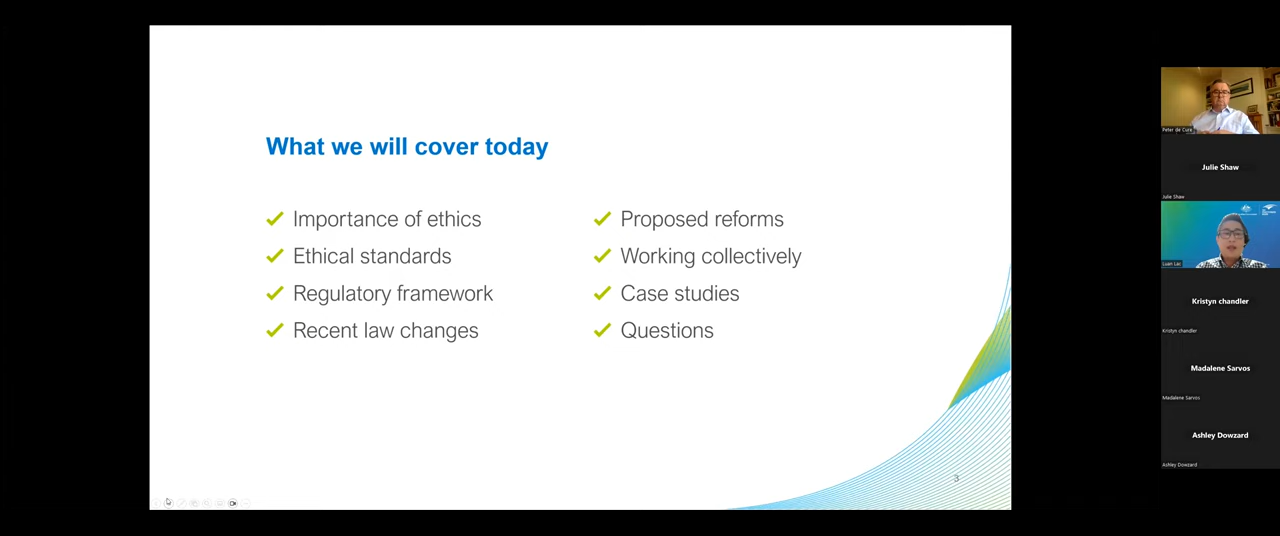 What we will cover today
Importance of ethics
Ethical standards
Regulatory framework
Recent law changes
Proposed reforms
Working collectively
Case studies
Questions
3
Peter de Cure
Julie Shaw
Julie Shaw
Luan Lac
Kristyn chandler
Kristyn chandler
Madalene Sarvos
Madalene Sarvos
Ashley Dowzard
Ashley Dowzard